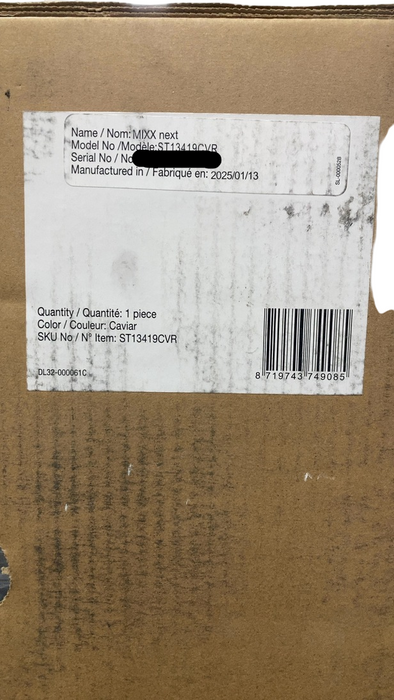 Name / Nom: MIXX next
Model No /Modèle: ST13419CVR
Serial No / No
Manufactured in / Fabriqué en: 2025/01/13
SL-000528
Quantity / Quantité: 1 piece
Color / Couleur: Caviar
SKU No / N° Item: ST13419CVR
DL32-000061C
8 719743 749085